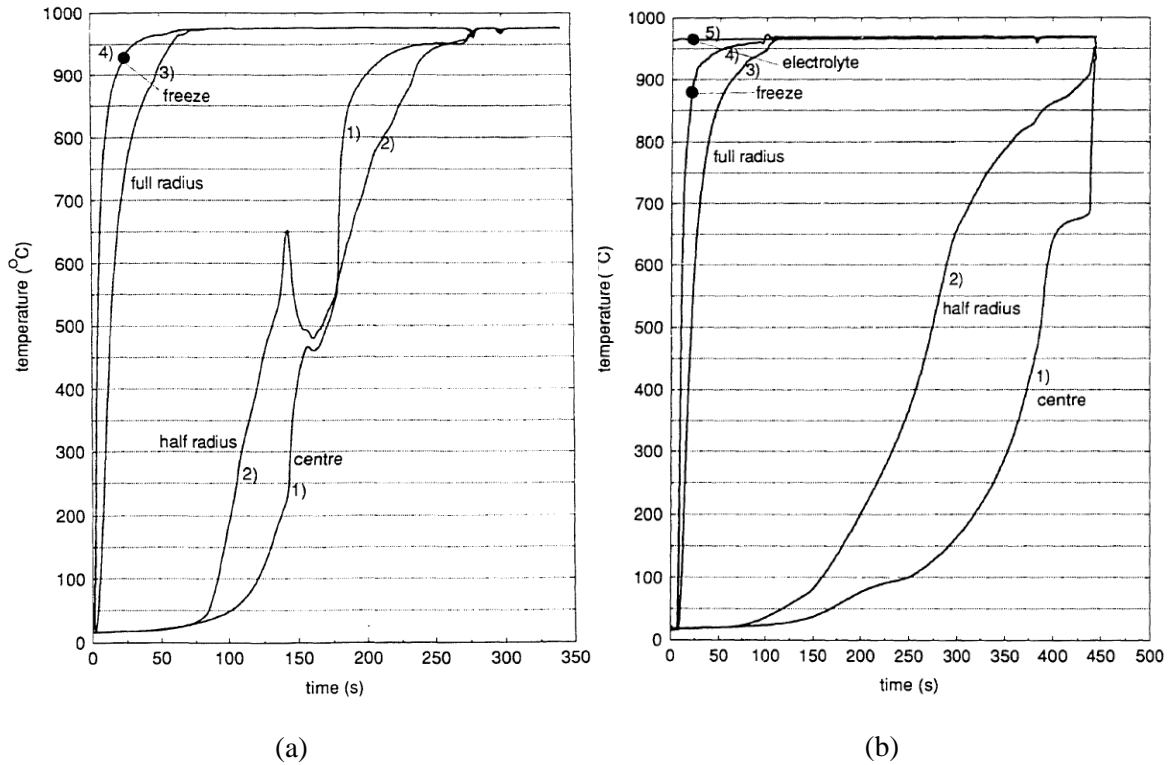 1000
900
800
700
600
500
400
300
200
100
0
temperature (°C)
4)
3)
freeze
full radius
1)
2)
half radius
2)
centre
1)
0 50 100 150 200 250 300 350
time (s)
(a)
1000
900
800
700
600
500
400
300
200
100
0
temperature (°C)
5)
electrolyte
4)
3)
freeze
full radius
2)
half radius
1)
centre
0 50 100 150 200 250 300 350 400 450 500
time (s)
(b)